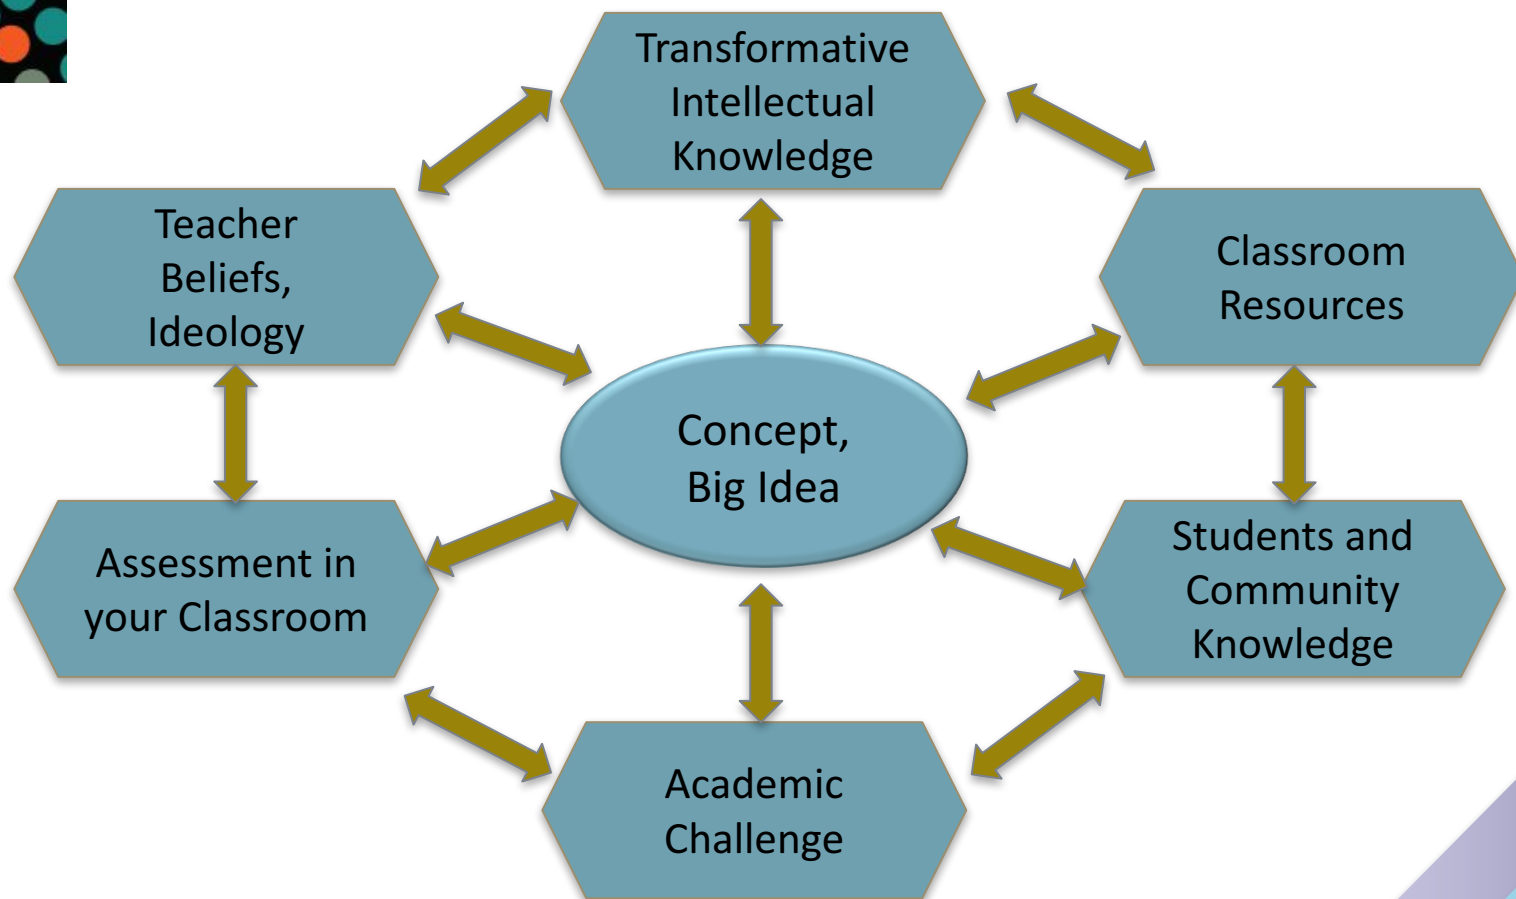 Transformative
Intellectual
Knowledge
Teacher
Beliefs,
Ideology
Classroom
Resources
Concept,
Big Idea
Assessment in
your Classroom
Students and
Community
Knowledge
Academic
Challenge